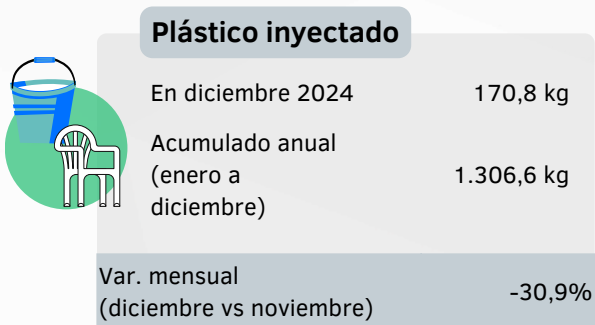 Plástico inyectado
En diciembre 2024 170,8 kg
Acumulado anual
(enero a 1.306,6 kg
diciembre)
Var. mensual
(diciembre vs noviembre) -30,9%